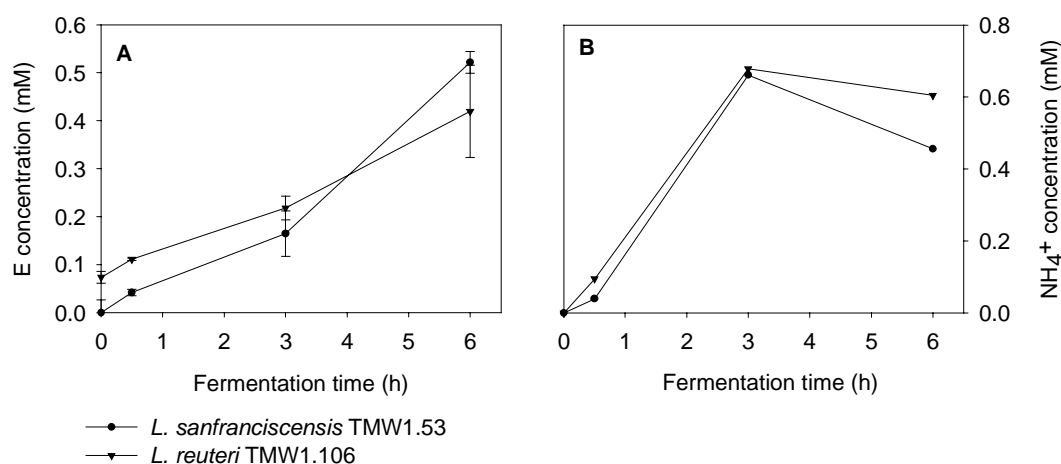 A
B
E concentration (mM)
0.6
0.5
0.4
0.3
0.2
0.1
0.0
0 1 2 3 4 5 6
Fermentation time (h)
0 1 2 3 4 5 6
Fermentation time (h)
0.8
0.6
0.4
0.2
0.0
NH4+ concentration (mM)
L. sanfranciscensis TMW1.53
L. reuteri TMW1.106